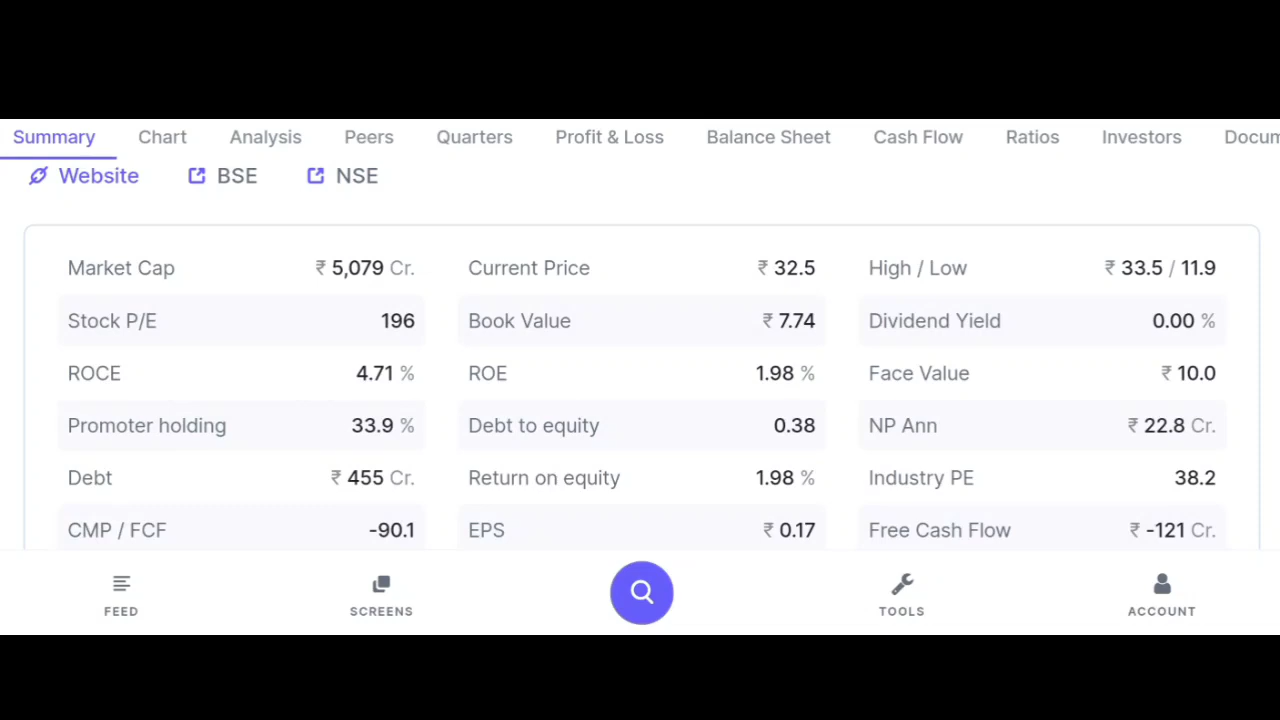 Summary Chart Analysis Peers Quarters Profit & Loss Balance Sheet Cash Flow Ratios Investors Docum
Website BSE NSE
Market Cap ₹ 5,079 Cr. Current Price ₹ 32.5 High / Low ₹ 33.5 / 11.9
Stock P/E 196 Book Value ₹ 7.74 Dividend Yield 0.00 %
ROCE 4.71 % ROE 1.98 % Face Value ₹ 10.0
Promoter holding 33.9 % Debt to equity 0.38 NP Ann ₹ 22.8 Cr.
Debt ₹ 455 Cr. Return on equity 1.98 % Industry PE 38.2
CMP / FCF -90.1 EPS ₹ 0.17 Free Cash Flow ₹ -121 Cr.
FEED SCREENS TOOLS ACCOUNT